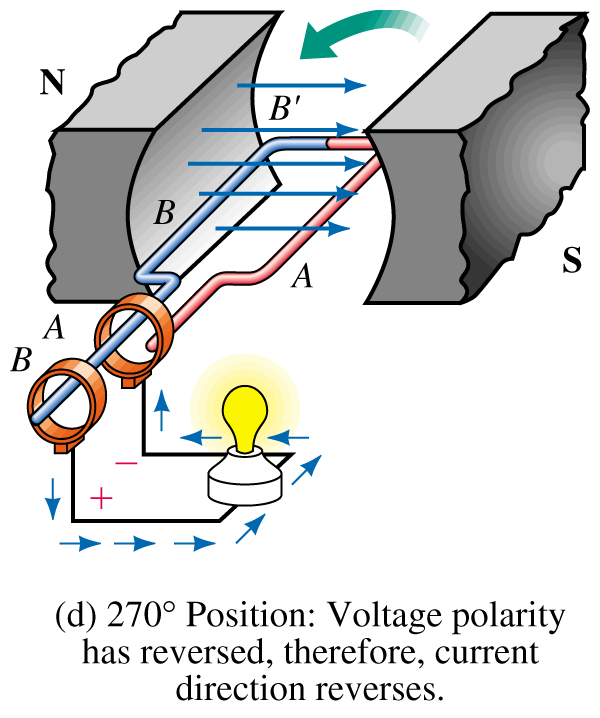 N
B'
B
S
A
A
B
−
+
(d) 270° Position: Voltage polarity
has reversed, therefore, current
direction reverses.